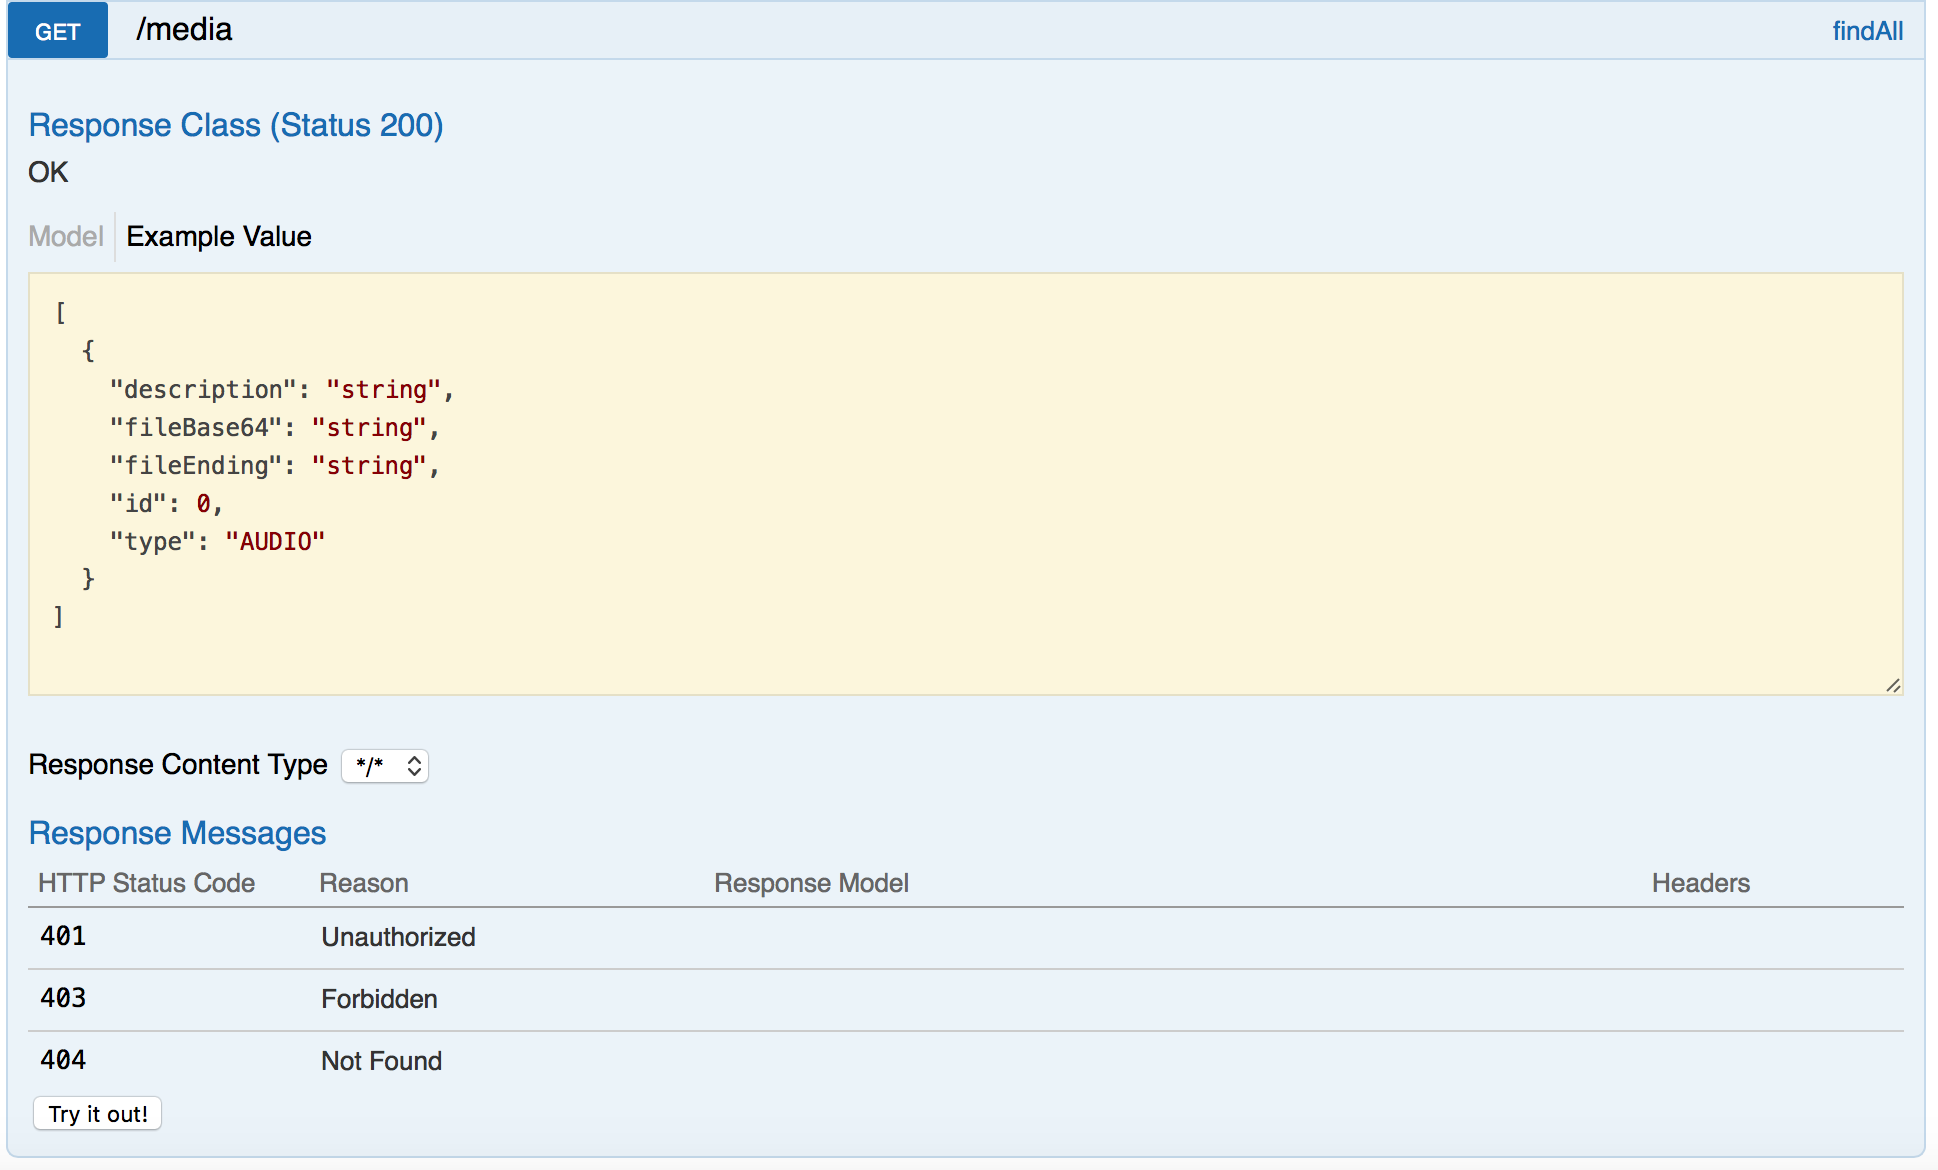 GET /media findAll
Response Class (Status 200)
OK
Model Example Value
[
  {
    "description": "string",
    "fileBase64": "string",
    "fileEnding": "string",
    "id": 0,
    "type": "AUDIO"
  }
]
Response Content Type */*
Response Messages
HTTP Status Code Reason Response Model Headers
401 Unauthorized
403 Forbidden
404 Not Found
Try it out!